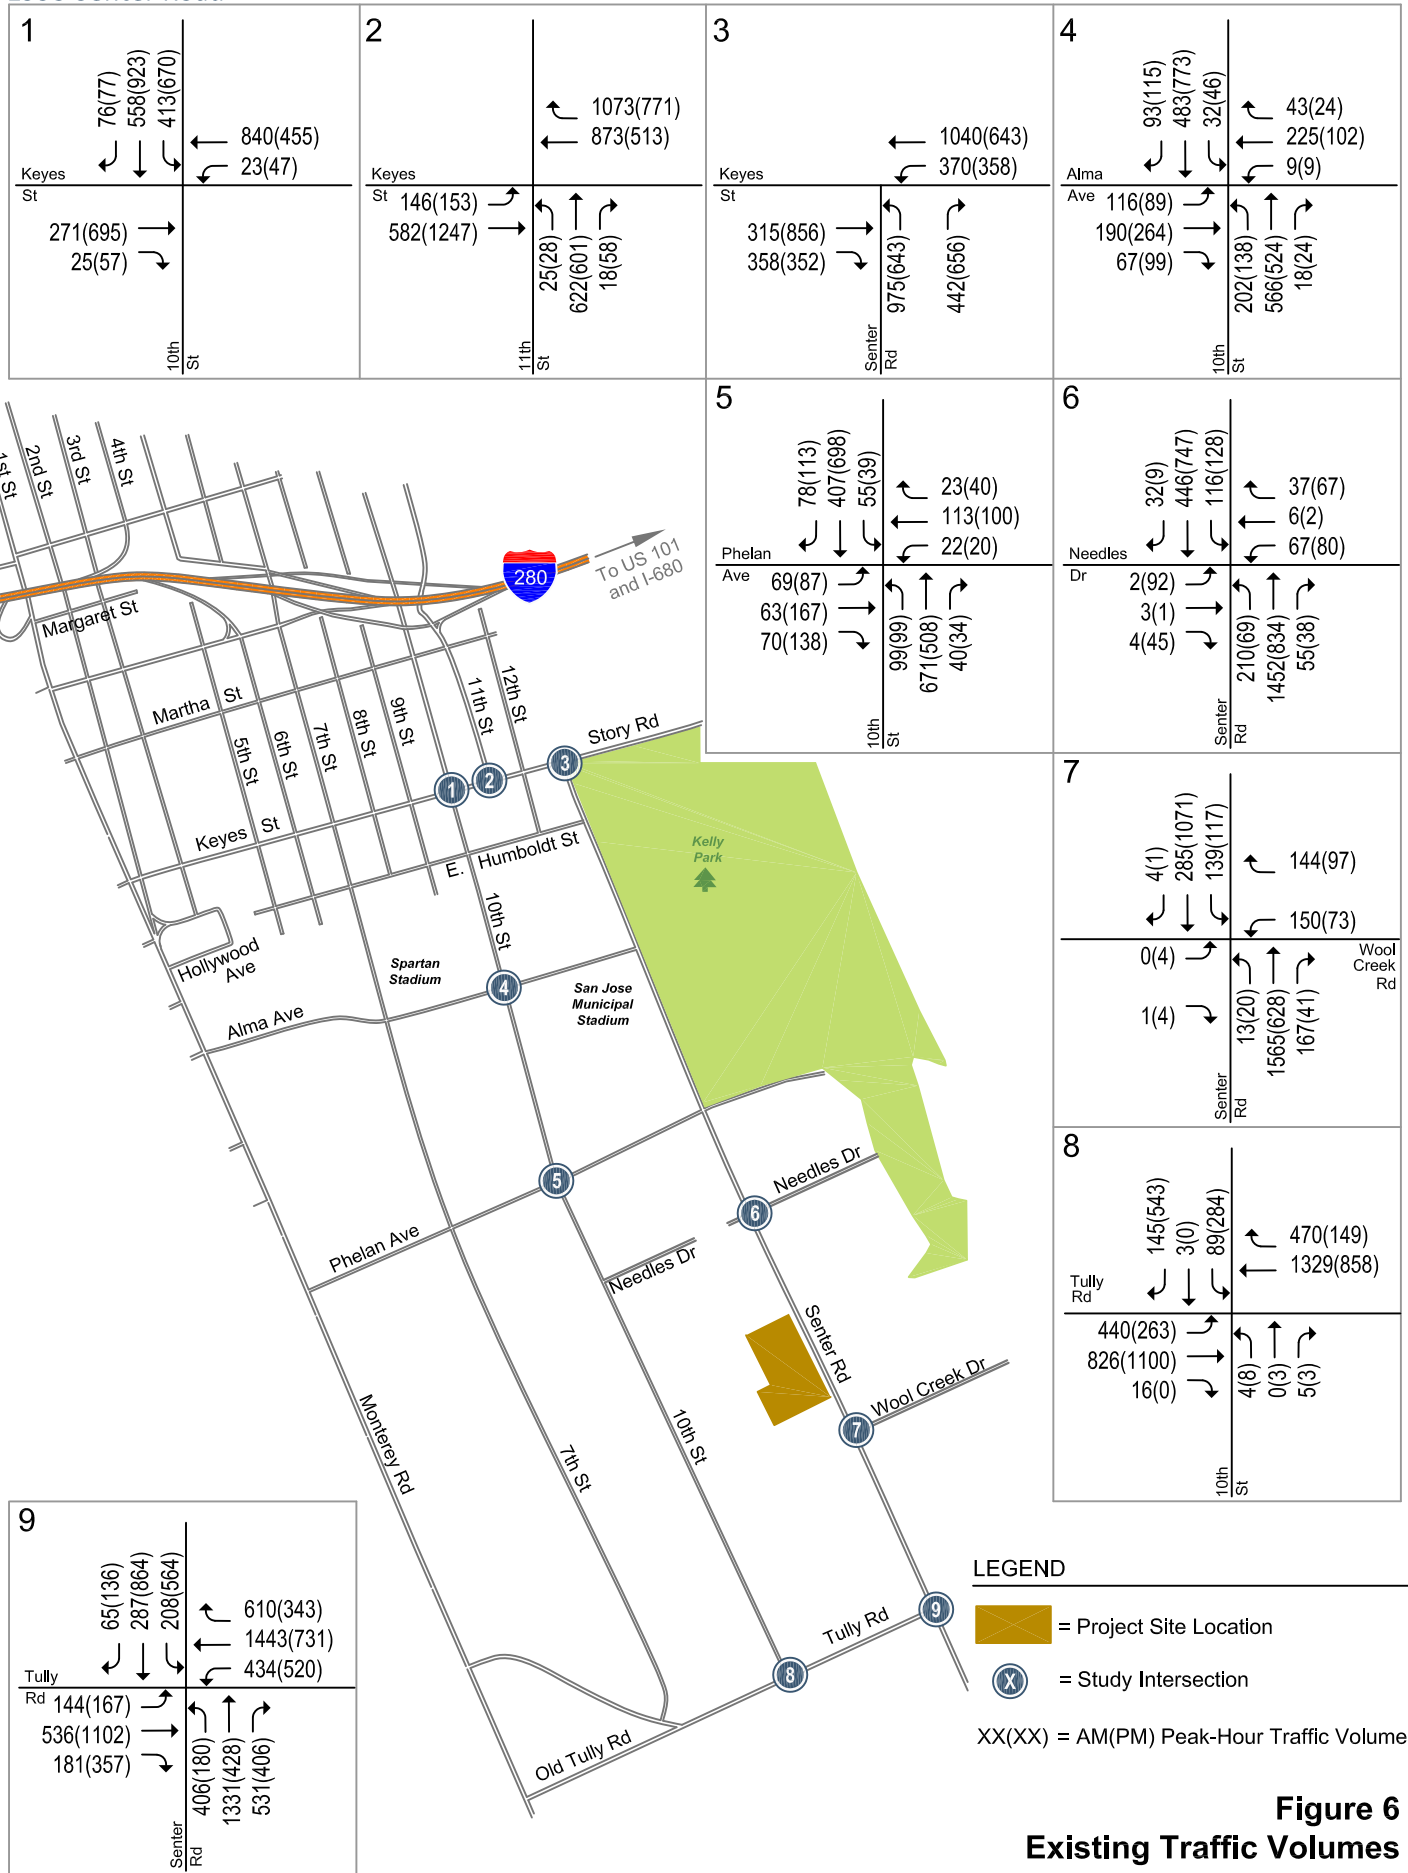 1
76(77)
558(923)
413(670)
840(455)
23(47)
Keyes
St
271(695)
25(57)
10th
St
2
1073(771)
873(513)
Keyes
St
146(153)
582(1247)
25(28)
622(601)
18(58)
11th
St
3
1040(643)
370(358)
Keyes
St
315(856)
358(352)
975(643)
442(656)
Senter
Rd
4
93(115)
483(773)
32(46)
43(24)
225(102)
9(9)
Alma
Ave
116(89)
190(264)
67(99)
202(138)
566(524)
18(24)
10th
St
5
78(113)
407(698)
55(39)
23(40)
113(100)
22(20)
Phelan
Ave
69(87)
63(167)
70(138)
99(99)
671(508)
40(34)
10th
St
6
32(9)
446(747)
116(128)
37(67)
6(2)
67(80)
Needles
Dr
2(92)
3(1)
4(45)
210(69)
1452(834)
55(38)
Senter
Rd
7
4(1)
285(1071)
139(117)
144(97)
150(73)
Wool
Creek
Rd
0(4)
1(4)
13(20)
1565(628)
167(41)
Senter
Rd
8
145(543)
3(0)
89(284)
470(149)
1329(858)
Tully
Rd
440(263)
826(1100)
16(0)
4(8)
0(3)
5(3)
10th
St
9
65(136)
287(864)
208(564)
610(343)
1443(731)
434(520)
Tully
Rd
144(167)
536(1102)
181(357)
406(180)
1331(428)
531(406)
Senter
Rd
1st St
2nd St
3rd St
4th St
280
To US 101
and I-680
Margaret St
Martha St
5th St
6th St
7th St
8th St
9th St
11th St
12th St
Story Rd
1
2
3
Keyes St
E. Humboldt St
Kelly
Park
10th St
Hollywood
Ave
Spartan
Stadium
San Jose
Municipal
Stadium
4
Alma Ave
5
Phelan Ave
Needles Dr
6
Needles Dr
Senter Rd
Wool Creek Dr
7
Monterey Rd
7th St
10th St
9
Tully Rd
8
Old Tully Rd
LEGEND
= Project Site Location
X = Study Intersection
XX(XX) = AM(PM) Peak-Hour Traffic Volume
Figure 6
Existing Traffic Volumes